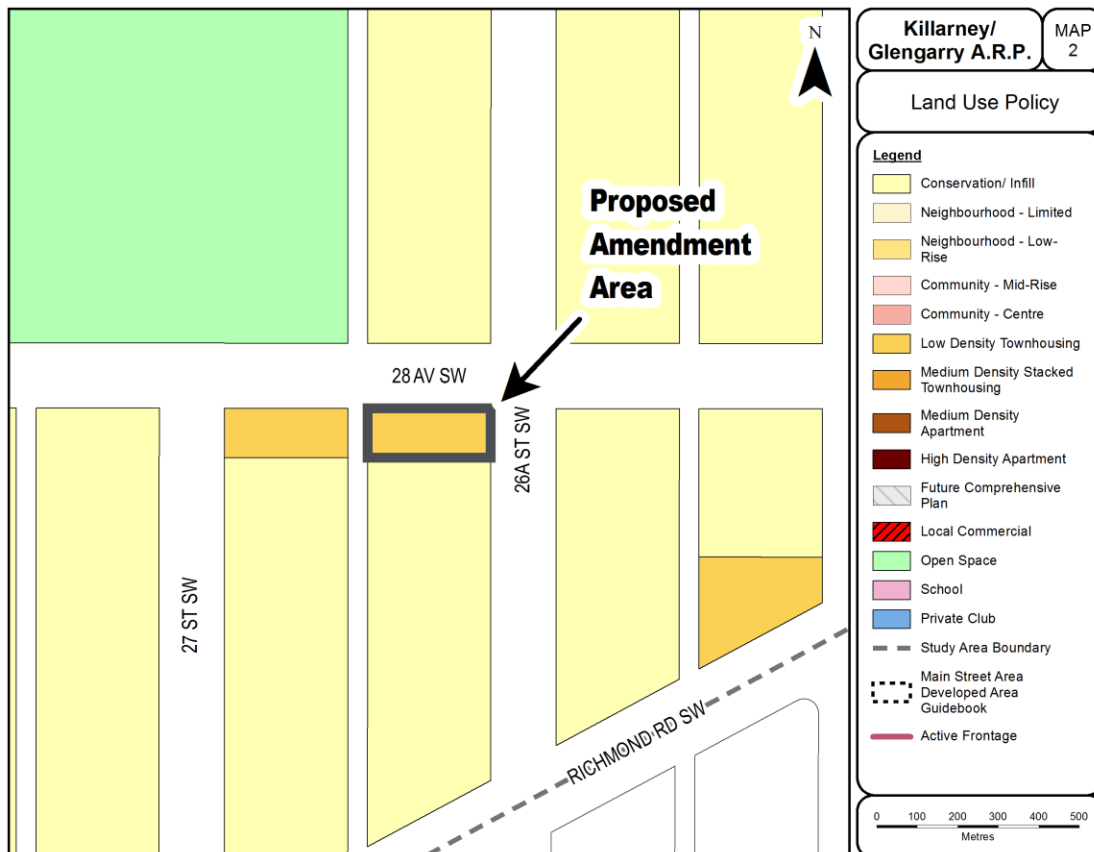 N
Proposed
Amendment
Area
28 AV SW
26A ST SW
27 ST SW
RICHMOND RD SW
Killarney/
Glengarry A.R.P.
MAP
2
Land Use Policy
Legend
Conservation/ Infill
Neighbourhood - Limited
Neighbourhood - Low-
Rise
Community - Mid-Rise
Community - Centre
Low Density Townhousing
Medium Density Stacked
Townhousing
Medium Density
Apartment
High Density Apartment
Future Comprehensive
Plan
Local Commercial
Open Space
School
Private Club
Study Area Boundary
Main Street Area
Developed Area
Guidebook
Active Frontage
0 100 200 300 400 500
Metres